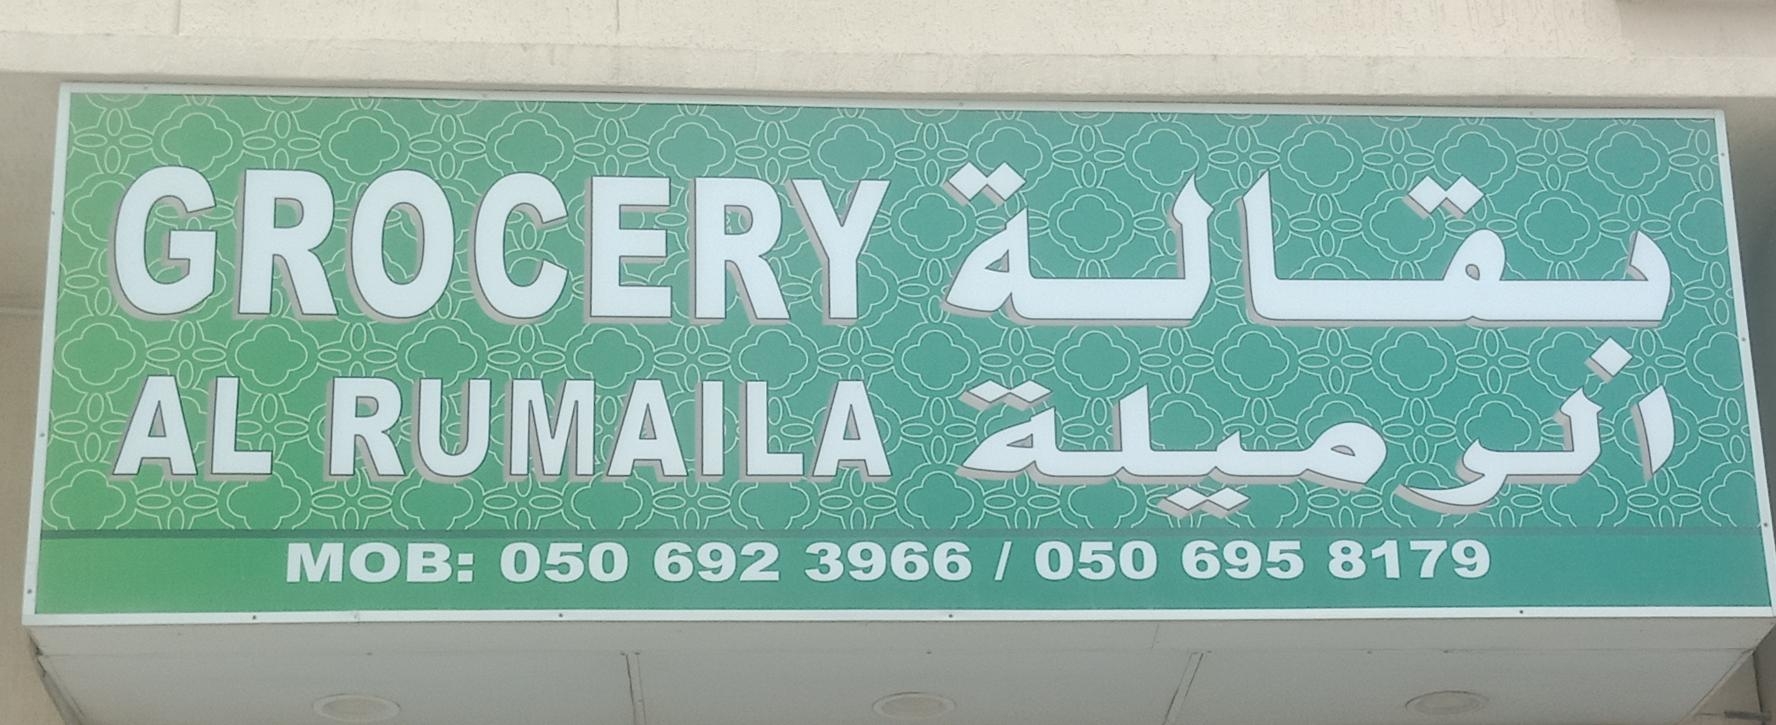 GROCERY بقالة
AL RUMAILA الرميلة
MOB: 050 692 3966 / 050 695 8179